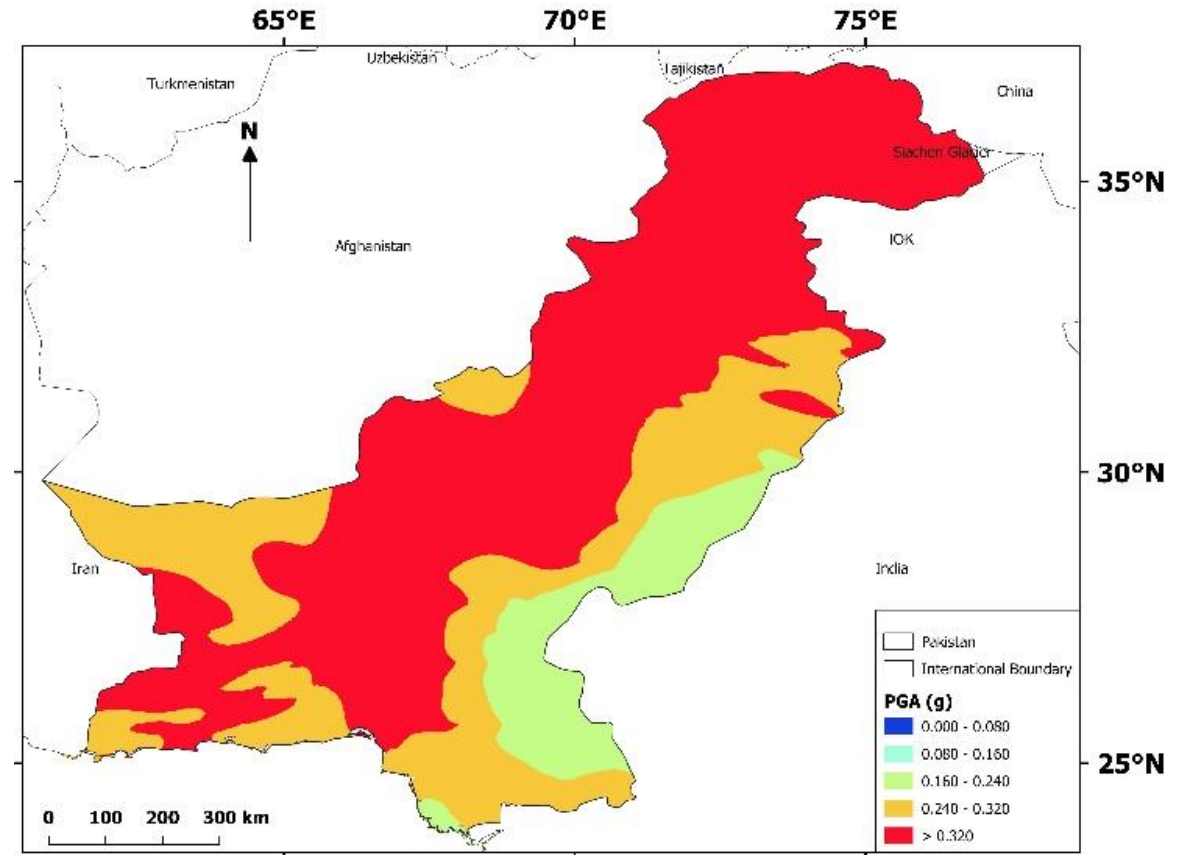 65°E 70°E 75°E
Uzbekistan
Tajikistan
Turkmenistan
China
N
Siachen Glacier
35°N
IOK
Afghanistan
30°N
Iran
India
Pakistan
International Boundary
PGA (g)
0.000 - 0.080
0.080 - 0.160
0.160 - 0.240
0.240 - 0.320
> 0.320
25°N
0 100 200 300 km